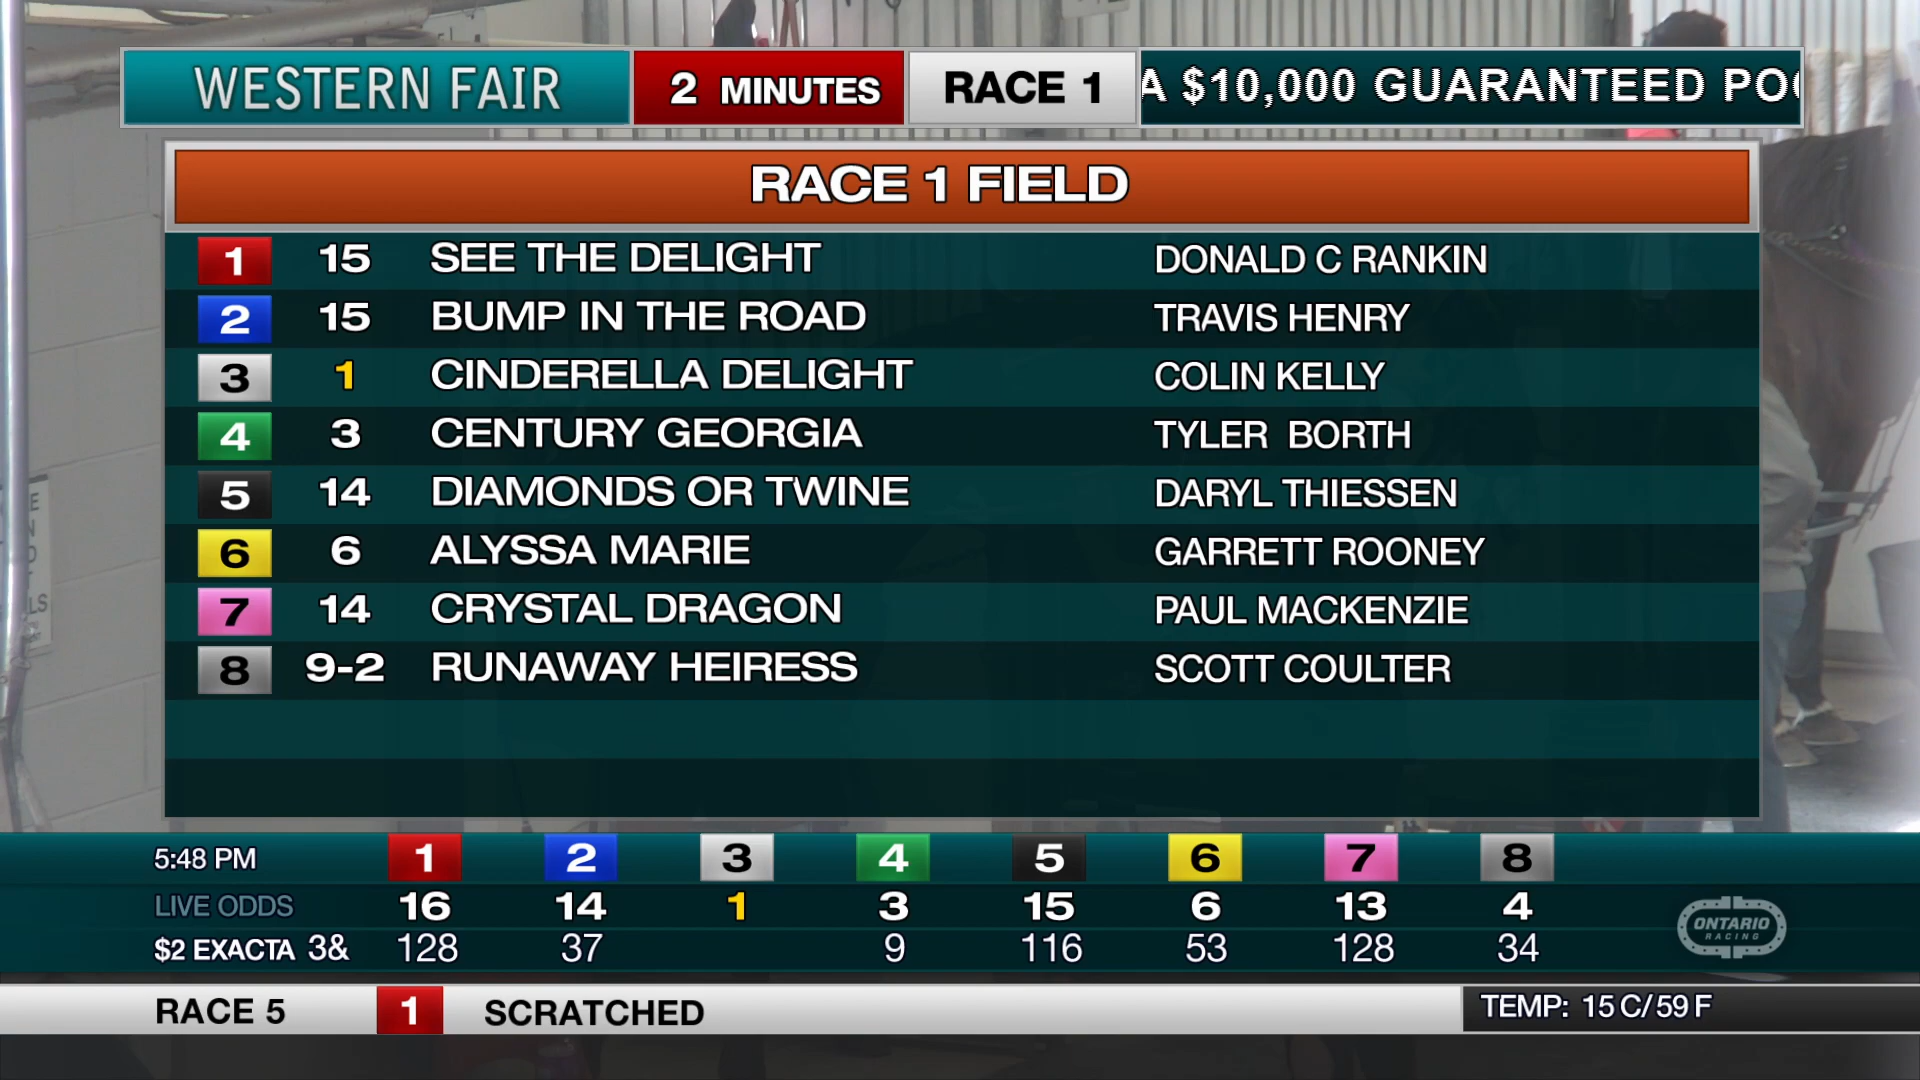 WESTERN FAIR 2 MINUTES RACE 1 A $10,000 GUARANTEED
RACE 1 FIELD
1 15 SEE THE DELIGHT DONALD C RANKIN
2 15 BUMP IN THE ROAD TRAVIS HENRY
3 1 CINDERELLA DELIGHT COLIN KELLY
4 3 CENTURY GEORGIA TYLER BORTH
5 14 DIAMONDS OR TWINE DARYL THIESSEN
6 6 ALYSSA MARIE GARRETT ROONEY
7 14 CRYSTAL DRAGON PAUL MACKENZIE
8 9-2 RUNAWAY HEIRESS SCOTT COULTER
5:48 PM 1 2 3 4 5 6 7 8
LIVE ODDS 16 14 1 3 15 6 13 4
$2 EXACTA 3& 128 37 9 116 53 128 34
ONTARIO
RACING
RACE 5 1 SCRATCHED TEMP: 15 C/59 F